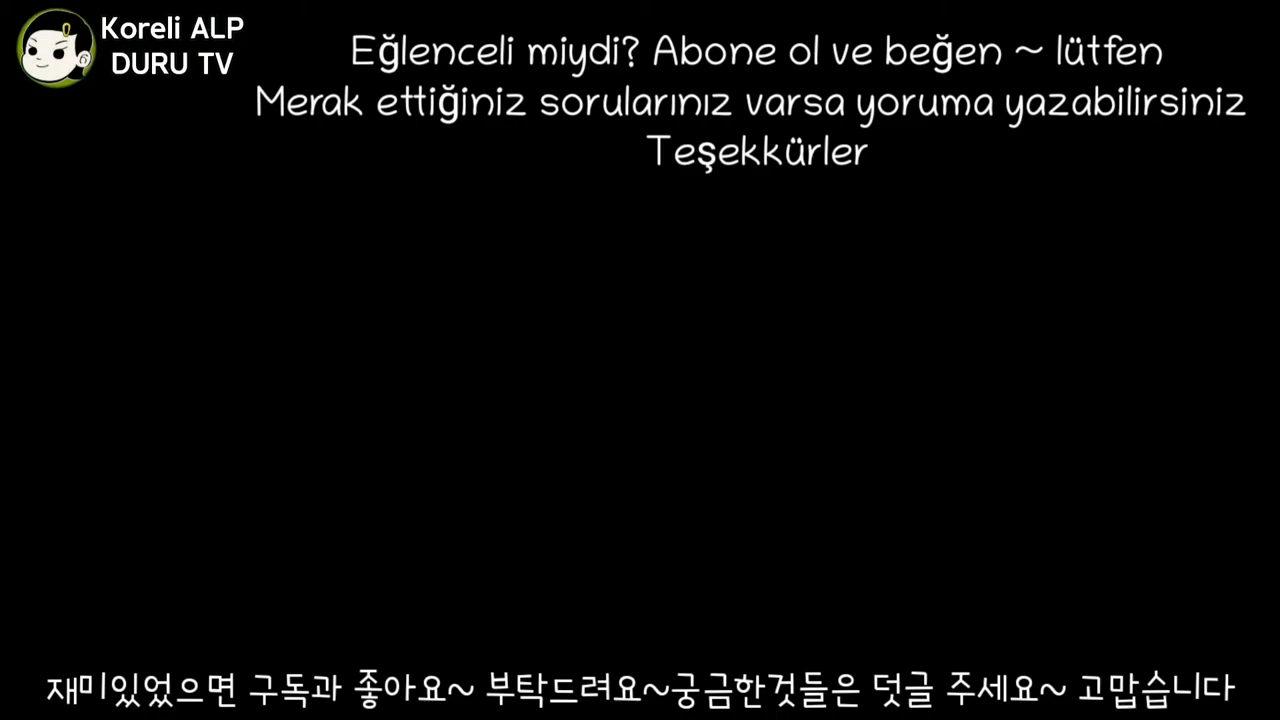 Koreli ALP
DURU TV
Eğlenceli miydi? Abone ol ve beğen ~ lütfen
Merak ettiğiniz sorularınız varsa yoruma yazabilirsiniz
Teşekkürler
재미있었으면 구독과 좋아요~ 부탁드려요~궁금한것들은 덧글 주세요~ 고맙습니다